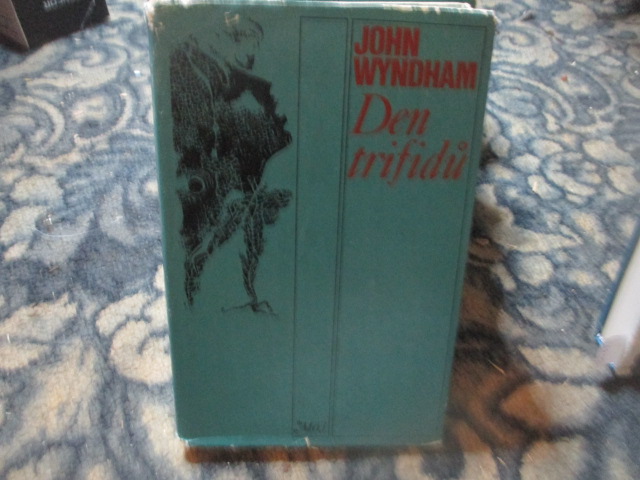 JOHN
WYNDHAM
Den
trifidů